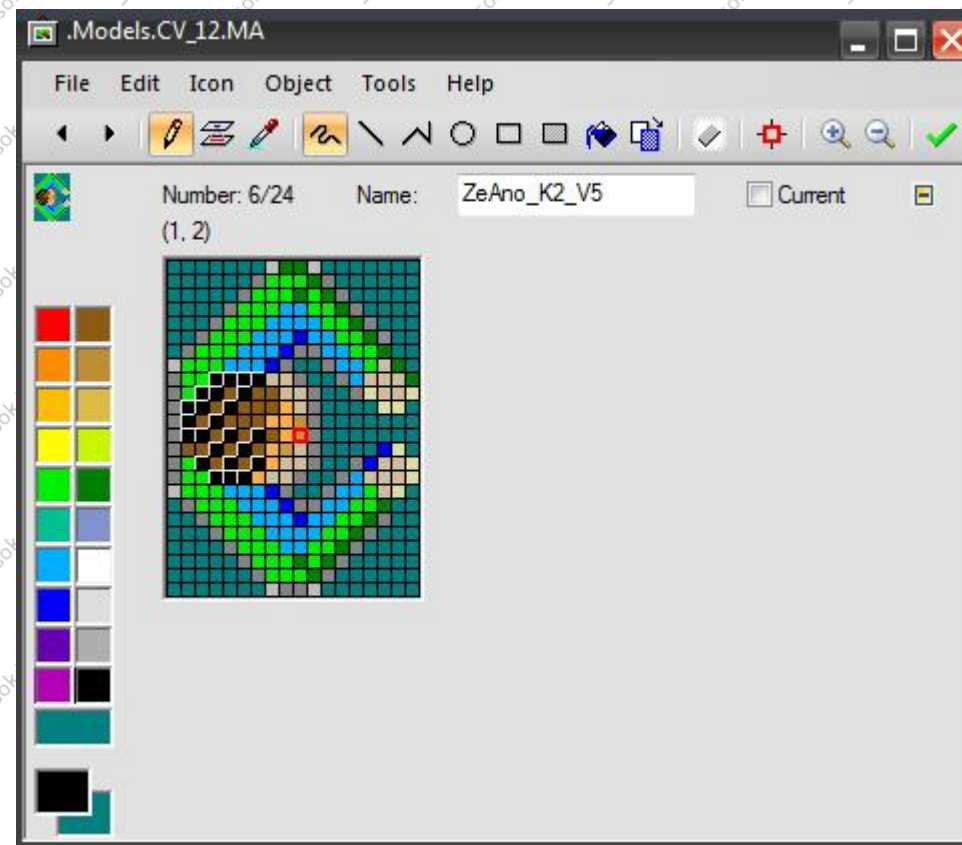 .Models.CV_12.MA
File Edit Icon Object Tools Help
Number: 6/24 Name: ZeAno_K2_V5 Current
(1, 2)